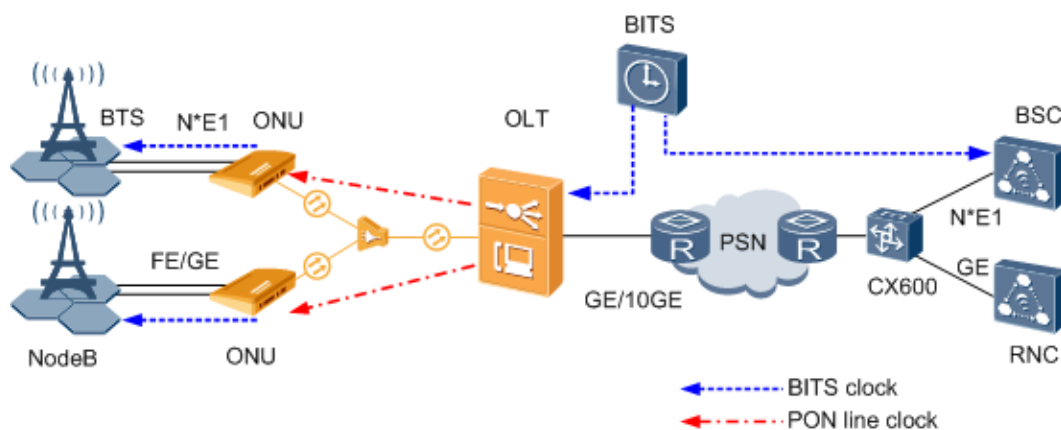 BITS
BTS
N*E1
ONU
OLT
BSC
N*E1
PSN
R
R
FE/GE
GE/10GE
CX600
GE
NodeB
ONU
RNC
BITS clock
PON line clock